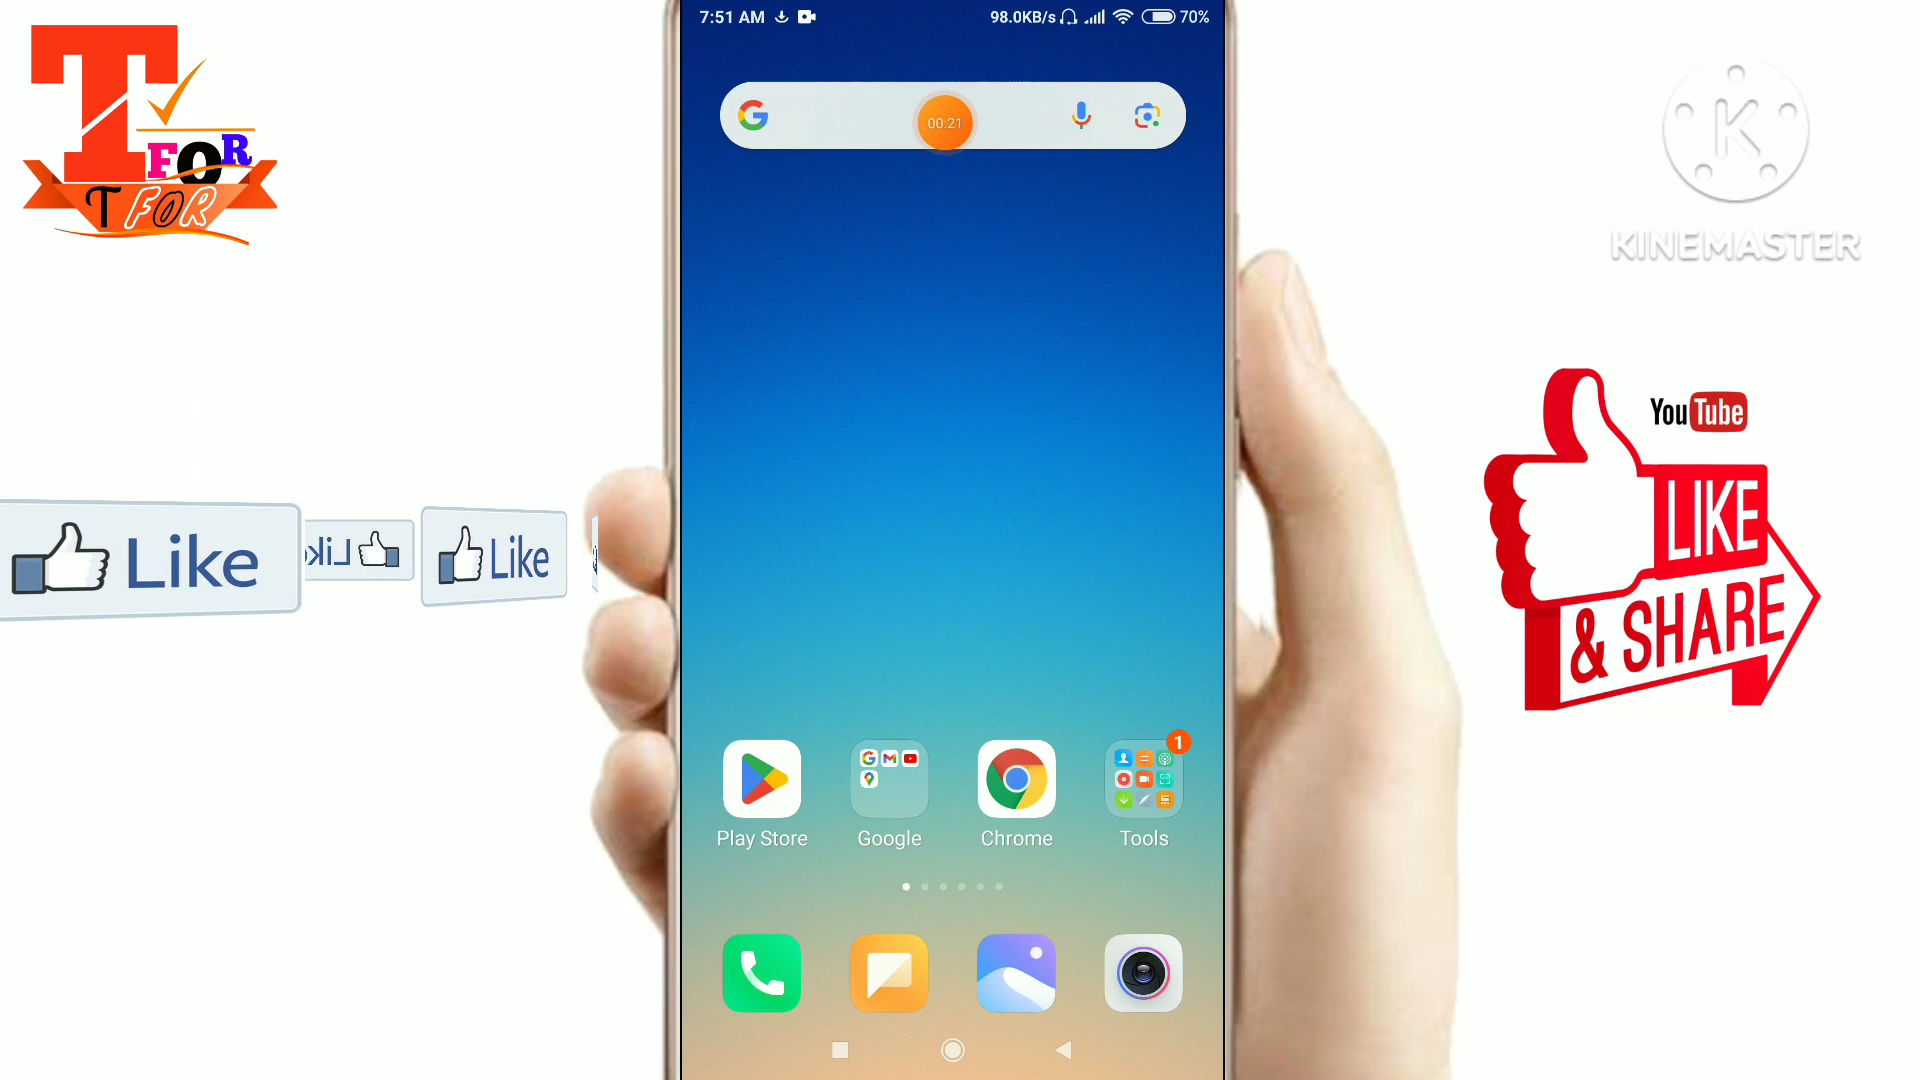 7:51 AM
98.0KB/s
70%
T
FOR
T FOR
00:21
KINEMASTER
YouTube
LIKE
& SHARE
Like
Like
Like
1
Play Store
Google
Chrome
Tools